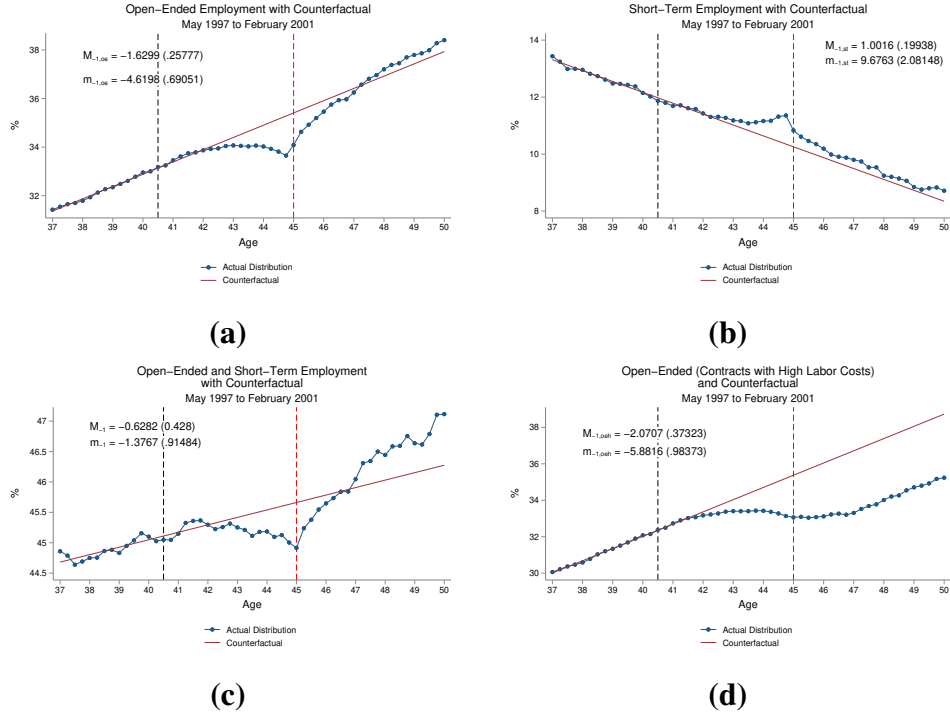 Open−Ended Employment with Counterfactual
May 1997 to February 2001
M−1,oe = −1.6299 (.25777)
m−1,oe = −4.6198 (.69051)
38
36
34
32
%
37 38 39 40 41 42 43 44 45 46 47 48 49 50
Age
Actual Distribution
Counterfactual
(a)
Short−Term Employment with Counterfactual
May 1997 to February 2001
M−1,st = 1.0016 (.19938)
m−1,st = 9.6763 (2.08148)
14
12
10
8
%
37 38 39 40 41 42 43 44 45 46 47 48 49 50
Age
Actual Distribution
Counterfactual
(b)
Open−Ended and Short−Term Employment
with Counterfactual
May 1997 to February 2001
M−1 = −0.6282 (0.428)
m−1 = −1.3767 (.91484)
47
46.5
46
45.5
45
44.5
%
37 38 39 40 41 42 43 44 45 46 47 48 49 50
Age
Actual Distribution
Counterfactual
(c)
Open−Ended (Contracts with High Labor Costs)
and Counterfactual
May 1997 to February 2001
M−1,oeh = −2.0707 (.37323)
m−1,oeh = −5.8816 (.98373)
38
36
34
32
30
%
37 38 39 40 41 42 43 44 45 46 47 48 49 50
Age
Actual Distribution
Counterfactual
(d)